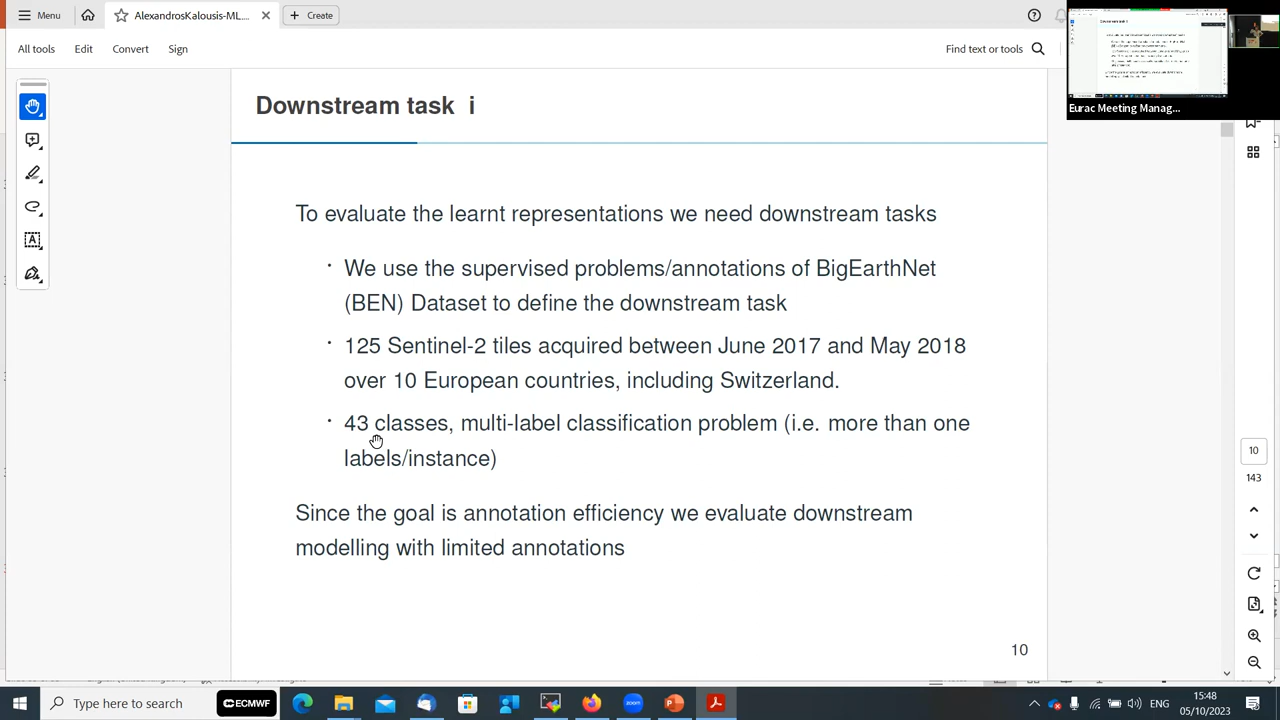 Menu
AlexandrosKalousis-ML....
Create
All tools
Edit
Convert
Sign
Find text or tools
Eurac Meeting Manag...
Downstream task i
To evaluate the learnt representations we need downstream tasks
· We use the supervised problems/annotations of BigEarthNet
(BEN) Dataset to define the downstream task
· 125 Sentinel-2 tiles acquired between June 2017 and May 2018
over 10 European countries, including Switzerland.
· 43 classes, multi-label classification problem (i.e. more than one
labels/instance)
Since the goal is annotation efficiency we evaluate downstream
modelling with limited annotations
10
10
143
Type here to search
ECMWF
ENG
15:48
05/10/2023